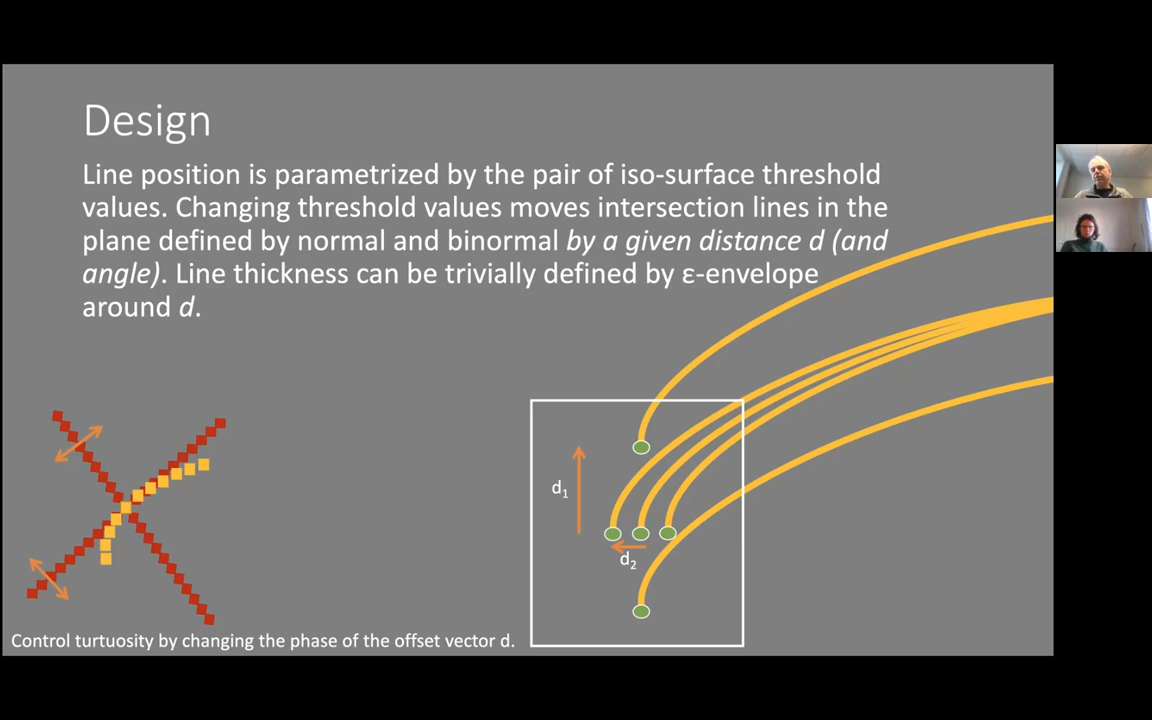 Design
Line position is parametrized by the pair of iso-surface threshold
values. Changing threshold values moves intersection lines in the
plane defined by normal and binormal by a given distance d (and
angle). Line thickness can be trivially defined by ε-envelope
around d.
d₁
d₂
Control turtuosity by changing the phase of the offset vector d.